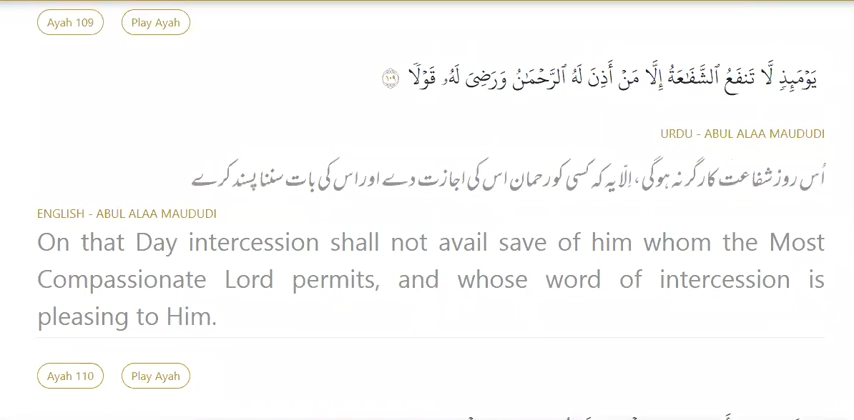 Ayah 109 Play Ayah
يَوْمَئِذٍ لَّا تَنفَعُ ٱلشَّفَـٰعَةُ إِلَّا مَنْ أَذِنَ لَهُ ٱلرَّحْمَـٰنُ وَرَضِىَ لَهُۥ قَوْلًا ١٠٩
URDU - ABUL ALAA MAUDUDI
اُس روز شفاعت کارگر نہ ہوگی، اِلّا یہ کہ کسی کو رحمان اس کی اجازت دے اور اس کی بات سننا پسند کرے
ENGLISH - ABUL ALAA MAUDUDI
On that Day intercession shall not avail save of him whom the Most
Compassionate Lord permits, and whose word of intercession is
pleasing to Him.
Ayah 110 Play Ayah